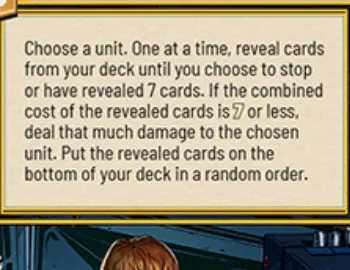 Choose a unit. One at a time, reveal cards
from your deck until you choose to stop
or have revealed 7 cards. If the combined
cost of the revealed cards is 7 or less,
deal that much damage to the chosen
unit. Put the revealed cards on the
bottom of your deck in a random order.